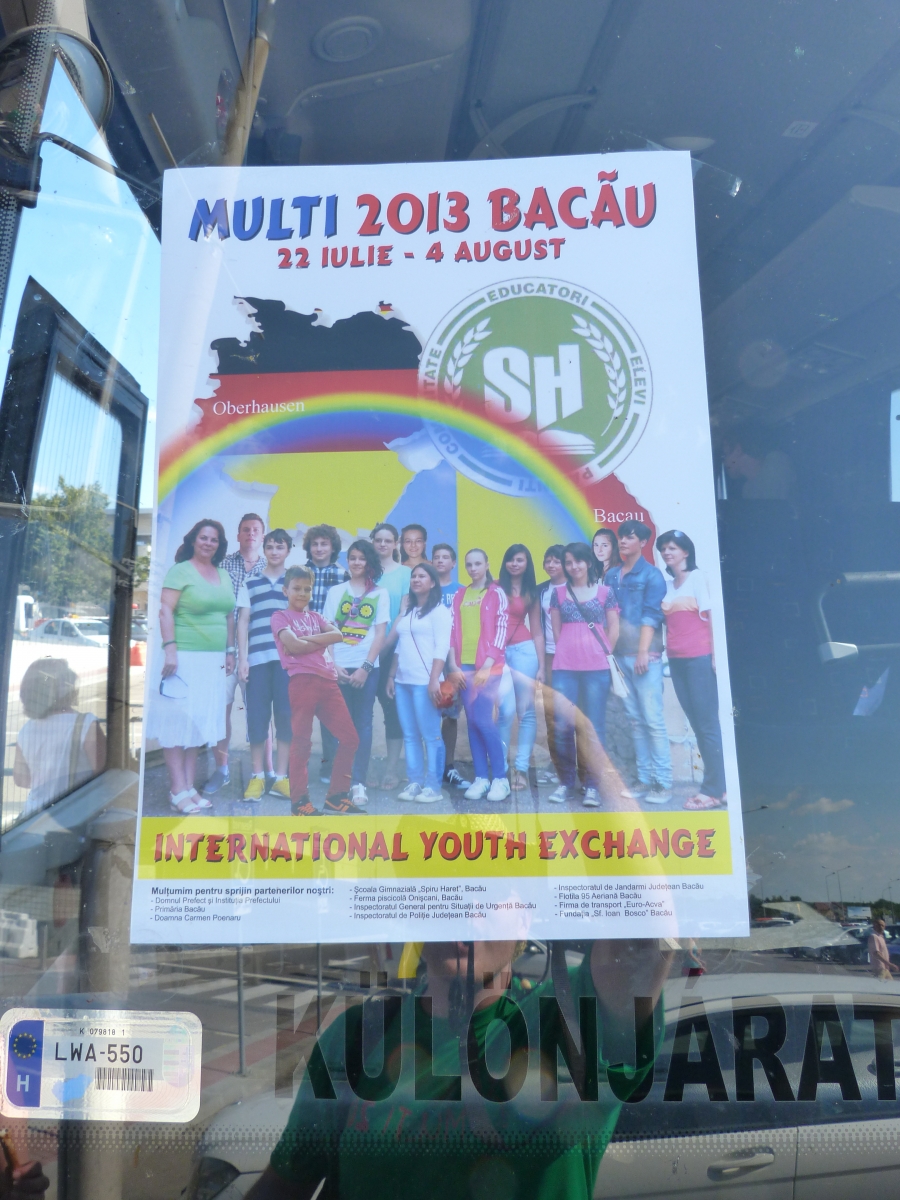 MULTI 2013 BACÃU
22 IULIE - 4 AUGUST
EDUCATORI
ELEVI
SH
Oberhausen
Bacau
INTERNATIONAL YOUTH EXCHANGE
Mulțumim pentru sprijin partenerilor noștri:
- Domnul Prefect și Instituția Prefectului
- Primăria Bacău
- Doamna Carmen Poenaru
- Școala Gimnazială „Spiru Haret", Bacău
- Ferma piscicolă Onișcani, Bacău
- Inspectoratul General pentru Situații de Urgență Bacău
- Inspectoratul de Poliție Județean Bacău
- Inspectoratul de Jandarmi Județean Bacău
- Flotila 95 Aeriană Bacău
- Firma de transport „Euro-Acva"
- Fundația „Sf. Ioan Bosco" Bacău
KÜLÖNJÁRAT
K 079818 1
LWA-550
H